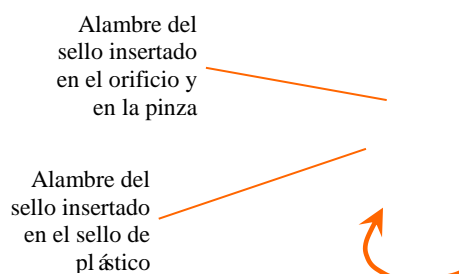 Alambre del
sello insertado
en el orificio y
en la pinza
Alambre del
sello insertado
en el sello de
plástico